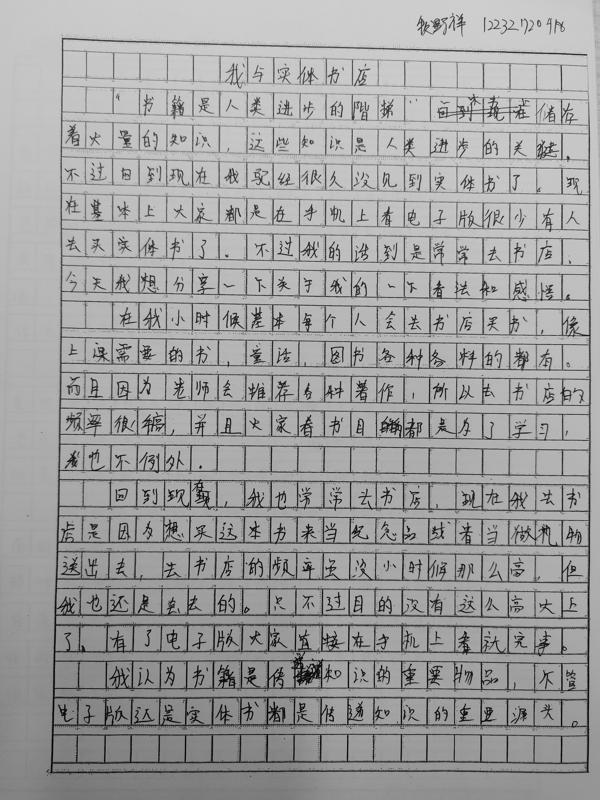 野祥 12232720418
我与实体书店
“书籍是人类进步的階梯”储存
着大量的知识，这些知识是人类进步的关键。
不过回到现在我已经很久没见到实体书了。现
在基本上大家都是在手机上看电子版很少有人
去买实体书了。不过我的话到是常常去书店，
今天我想分享一下关于我的一下看法和感悟。
在我小时候基本每个人会去书店买书，像
上课需要的书，童话，图书各种各料的都有。
而且因为老师会推荐各种著作，所以去书店的
频率很稿，并且大家看书目都是为了学习，
我也不例外.
回到现，我也常常去书店，现在我去书
店是因为想买这本书来当纪念品或者当做礼物
送出去，去书店的频率虽没小时候那么高，但
我也还是去去的。只不过目的没有这么高大上
了。有了电子版大家直接在手机上看就完事。
我认为书籍是传知识的重要物品，不管
电子版还是实体书都是传递知识的重要源头。